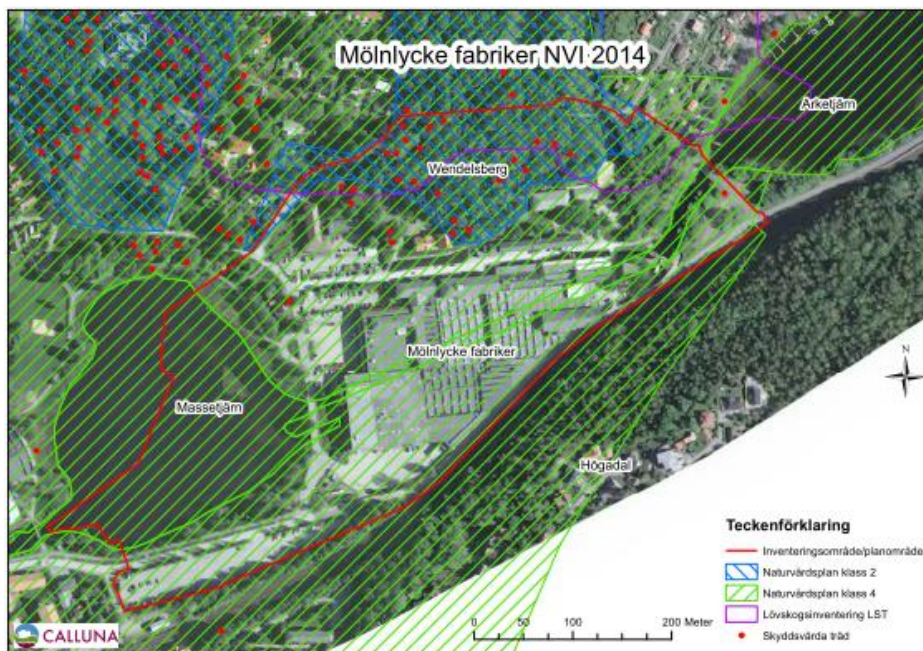 Mölnlycke fabriker NVI 2014
Arketjärn
Wendelsberg
N
Mölnlycke fabriker
Massetjärn
Högadal
Teckenförklaring
Inventeringsområde/planområde
Naturvårdsplan klass 2
Naturvårdsplan klass 4
Lövskogsinventering LST
Skyddsvärda träd
CALLUNA
0 50 100 200 Meter